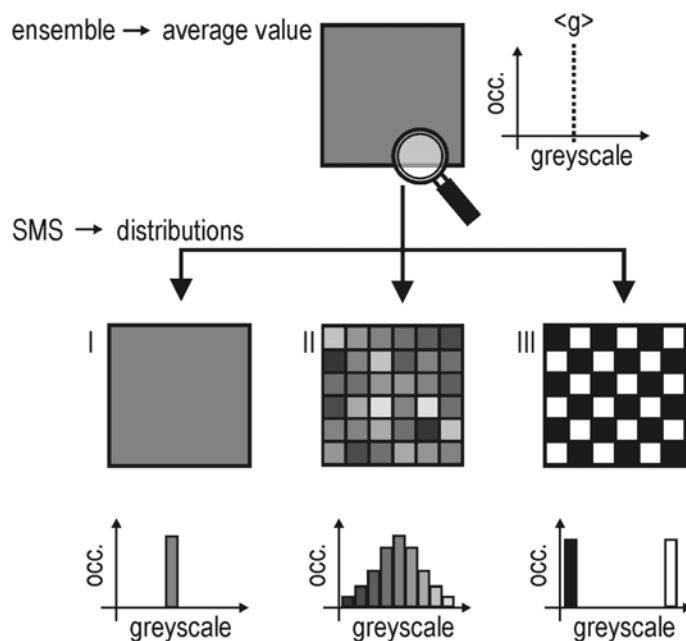 ensemble → average value
<g>
occ.
greyscale
SMS → distributions
I
II
III
occ.
greyscale
occ.
greyscale
occ.
greyscale